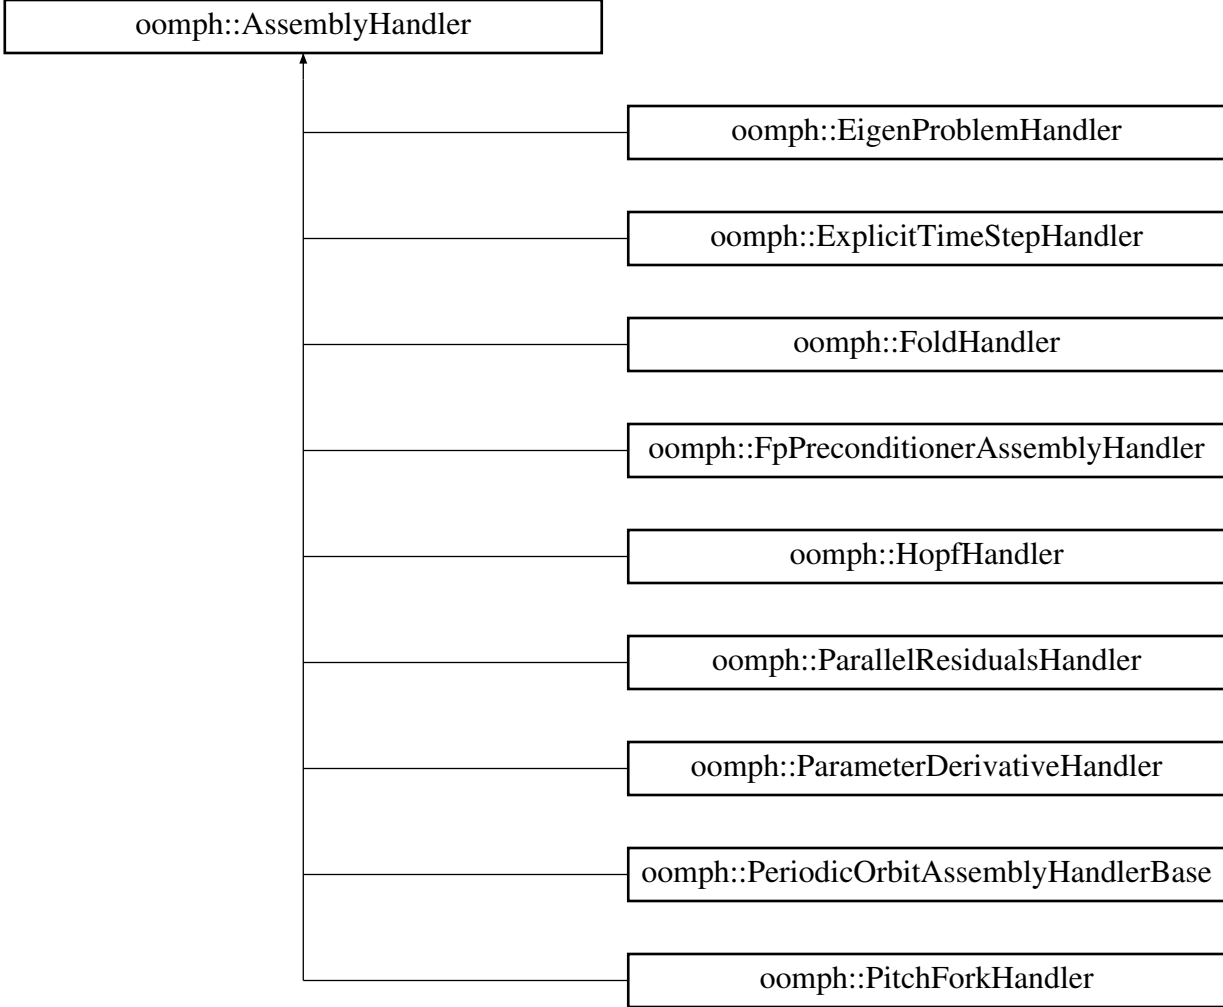 oomph::AssemblyHandler
oomph::EigenProblemHandler
oomph::ExplicitTimeStepHandler
oomph::FoldHandler
oomph::FpPreconditionerAssemblyHandler
oomph::HopfHandler
oomph::ParallelResidualsHandler
oomph::ParameterDerivativeHandler
oomph::PeriodicOrbitAssemblyHandlerBase
oomph::PitchForkHandler